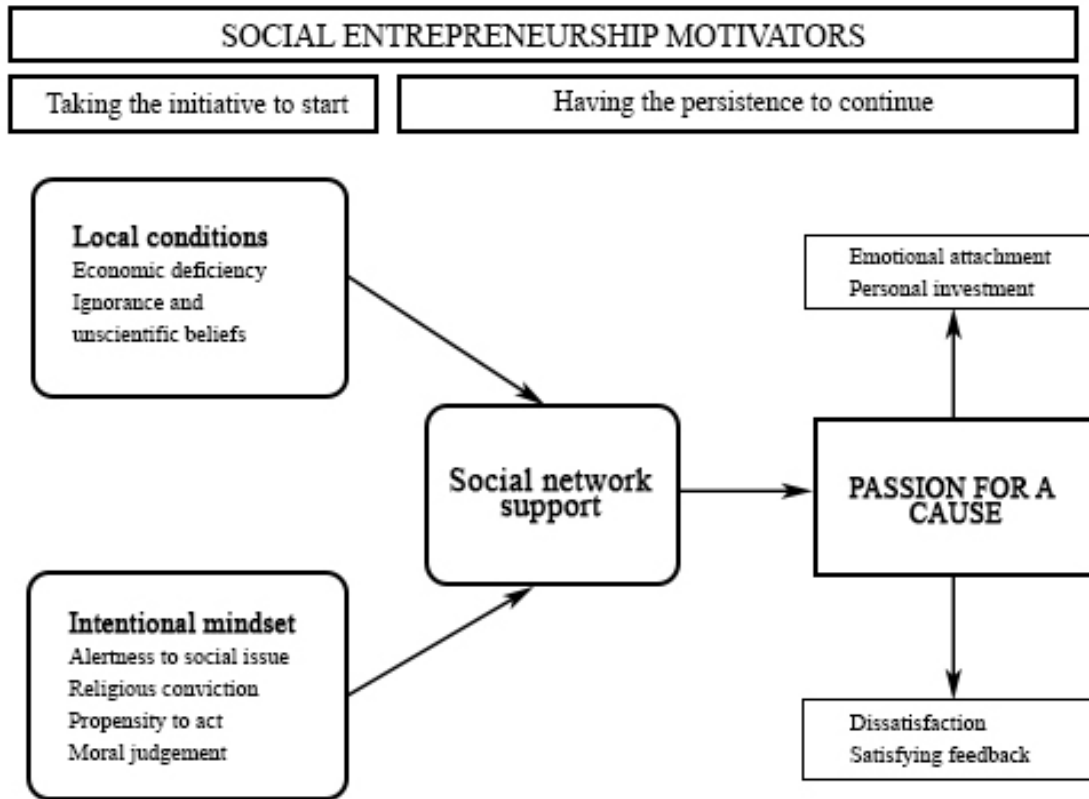 SOCIAL ENTREPRENEURSHIP MOTIVATORS
Taking the initiative to start
Having the persistence to continue
Local conditions
Economic deficiency
Ignorance and
unscientific beliefs
Intentional mindset
Alertness to social issue
Religious conviction
Propensity to act
Moral judgement
Social network
support
Emotional attachment
Personal investment
PASSION FOR A
CAUSE
Dissatisfaction
Satisfying feedback